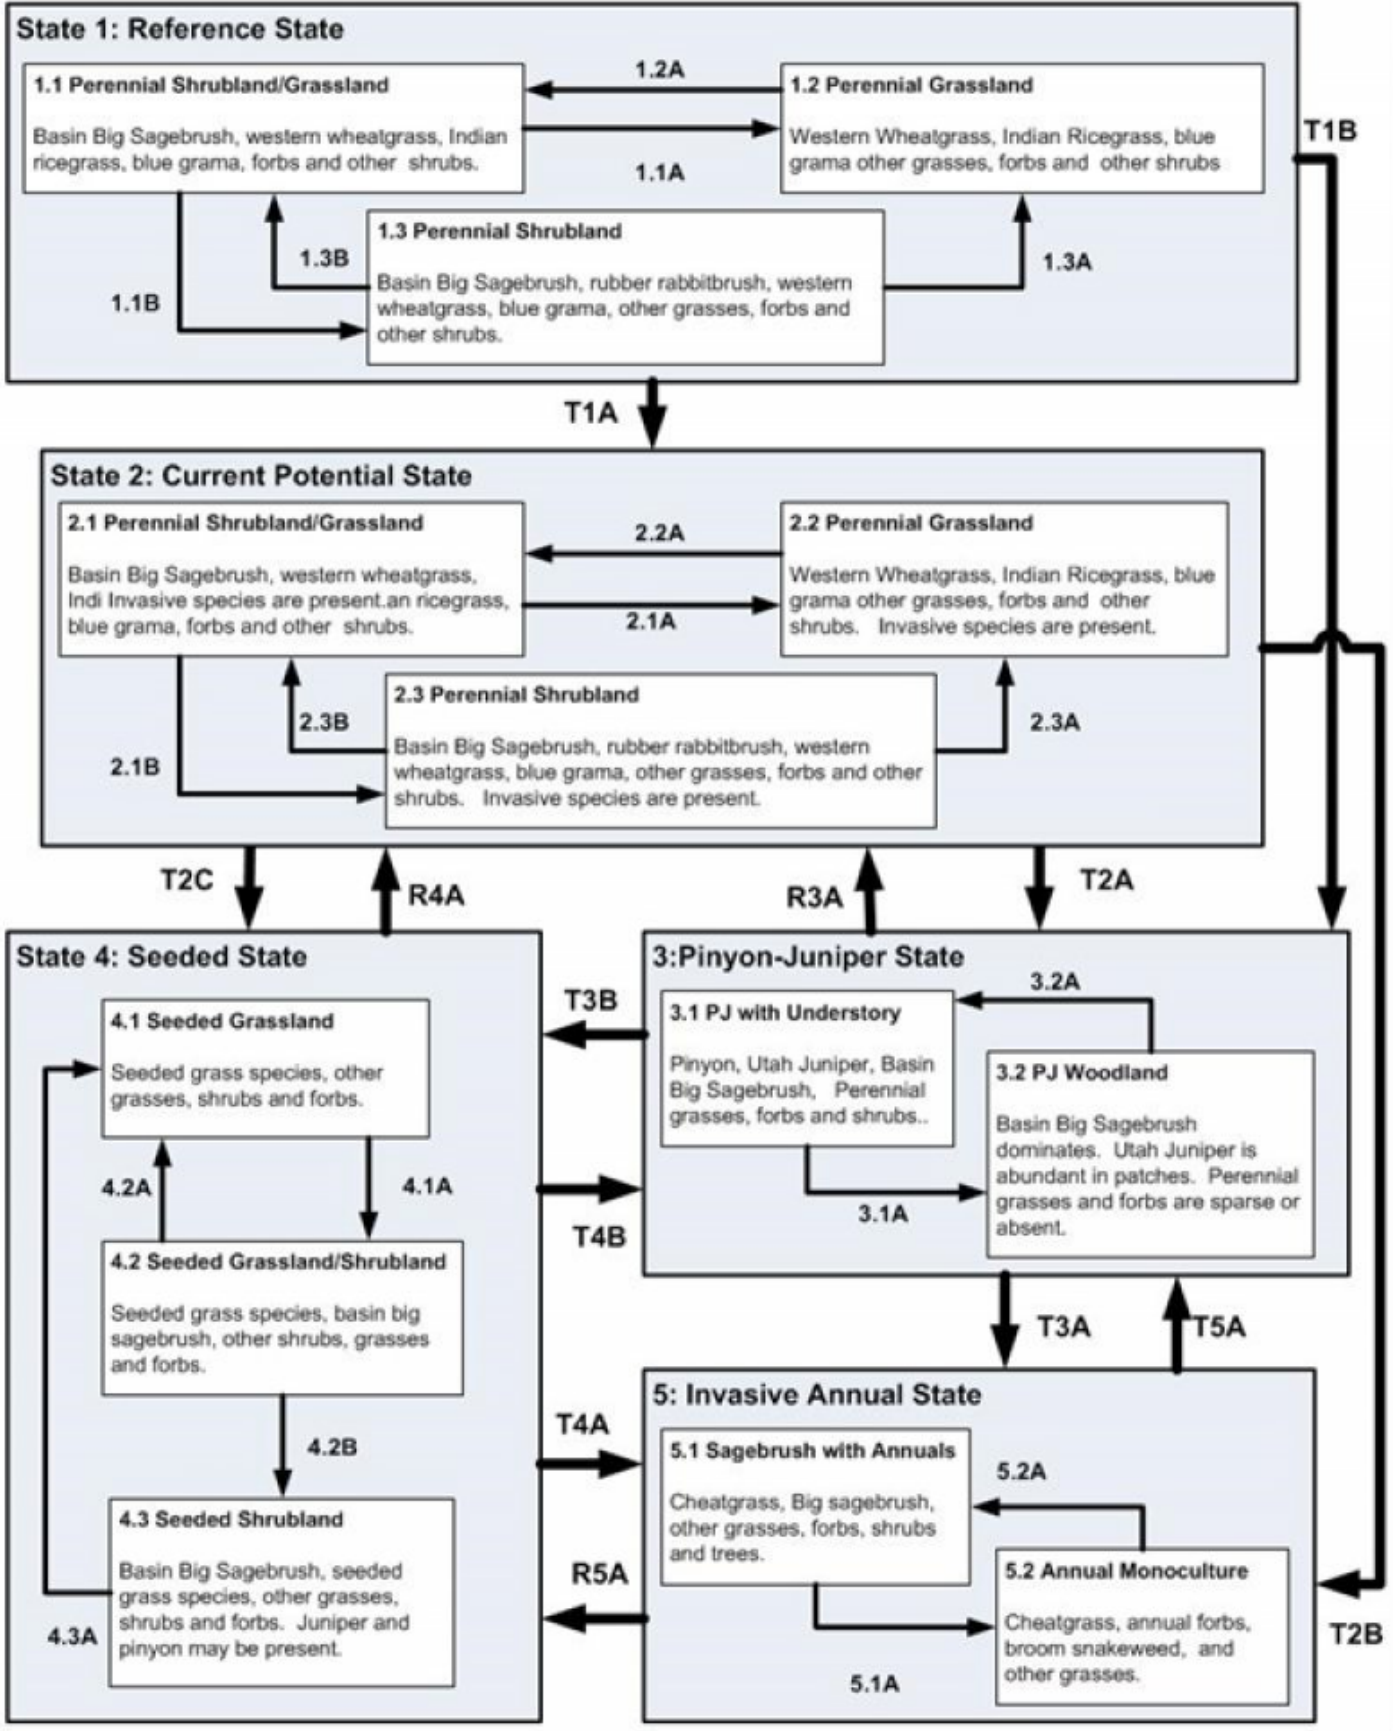 State 1: Reference State
1.1 Perennial Shrubland/Grassland
Basin Big Sagebrush, western wheatgrass, Indian
ricegrass, blue grama, forbs and other shrubs.
1.2A
1.1A
1.2 Perennial Grassland
Western Wheatgrass, Indian Ricegrass, blue
grama other grasses, forbs and other shrubs
T1B
1.3 Perennial Shrubland
Basin Big Sagebrush, rubber rabbitbrush, western
wheatgrass, blue grama, other grasses, forbs and
other shrubs.
1.3B
1.3A
1.1B
T1A
State 2: Current Potential State
2.1 Perennial Shrubland/Grassland
Basin Big Sagebrush, western wheatgrass,
Indi Invasive species are present.an ricegrass,
blue grama, forbs and other shrubs.
2.2A
2.1A
2.2 Perennial Grassland
Western Wheatgrass, Indian Ricegrass, blue
grama other grasses, forbs and other
shrubs. Invasive species are present.
2.3 Perennial Shrubland
Basin Big Sagebrush, rubber rabbitbrush, western
wheatgrass, blue grama, other grasses, forbs and other
shrubs. Invasive species are present.
2.3B
2.3A
2.1B
T2C
R4A
R3A
T2A
State 4: Seeded State
4.1 Seeded Grassland
Seeded grass species, other
grasses, shrubs and forbs.
4.2A
4.1A
4.2 Seeded Grassland/Shrubland
Seeded grass species, basin big
sagebrush, other shrubs, grasses
and forbs.
4.2B
4.3 Seeded Shrubland
Basin Big Sagebrush, seeded
grass species, other grasses,
shrubs and forbs. Juniper and
pinyon may be present.
4.3A
T3B
T4B
3:Pinyon-Juniper State
3.1 PJ with Understory
Pinyon, Utah Juniper, Basin
Big Sagebrush, Perennial
grasses, forbs and shrubs..
3.2A
3.2 PJ Woodland
Basin Big Sagebrush
dominates. Utah Juniper is
abundant in patches. Perennial
grasses and forbs are sparse or
absent.
3.1A
T3A
T5A
T4A
R5A
5: Invasive Annual State
5.1 Sagebrush with Annuals
Cheatgrass, Big sagebrush,
other grasses, forbs, shrubs
and trees.
5.2A
5.2 Annual Monoculture
Cheatgrass, annual forbs,
broom snakeweed, and
other grasses.
5.1A
T2B